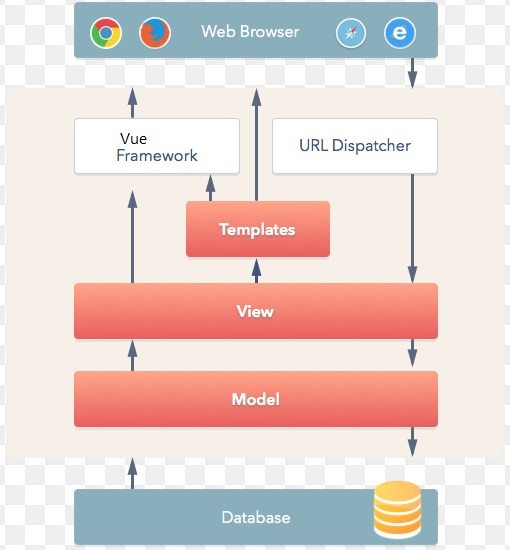 Web Browser
Vue
Framework
URL Dispatcher
Templates
View
Model
Database